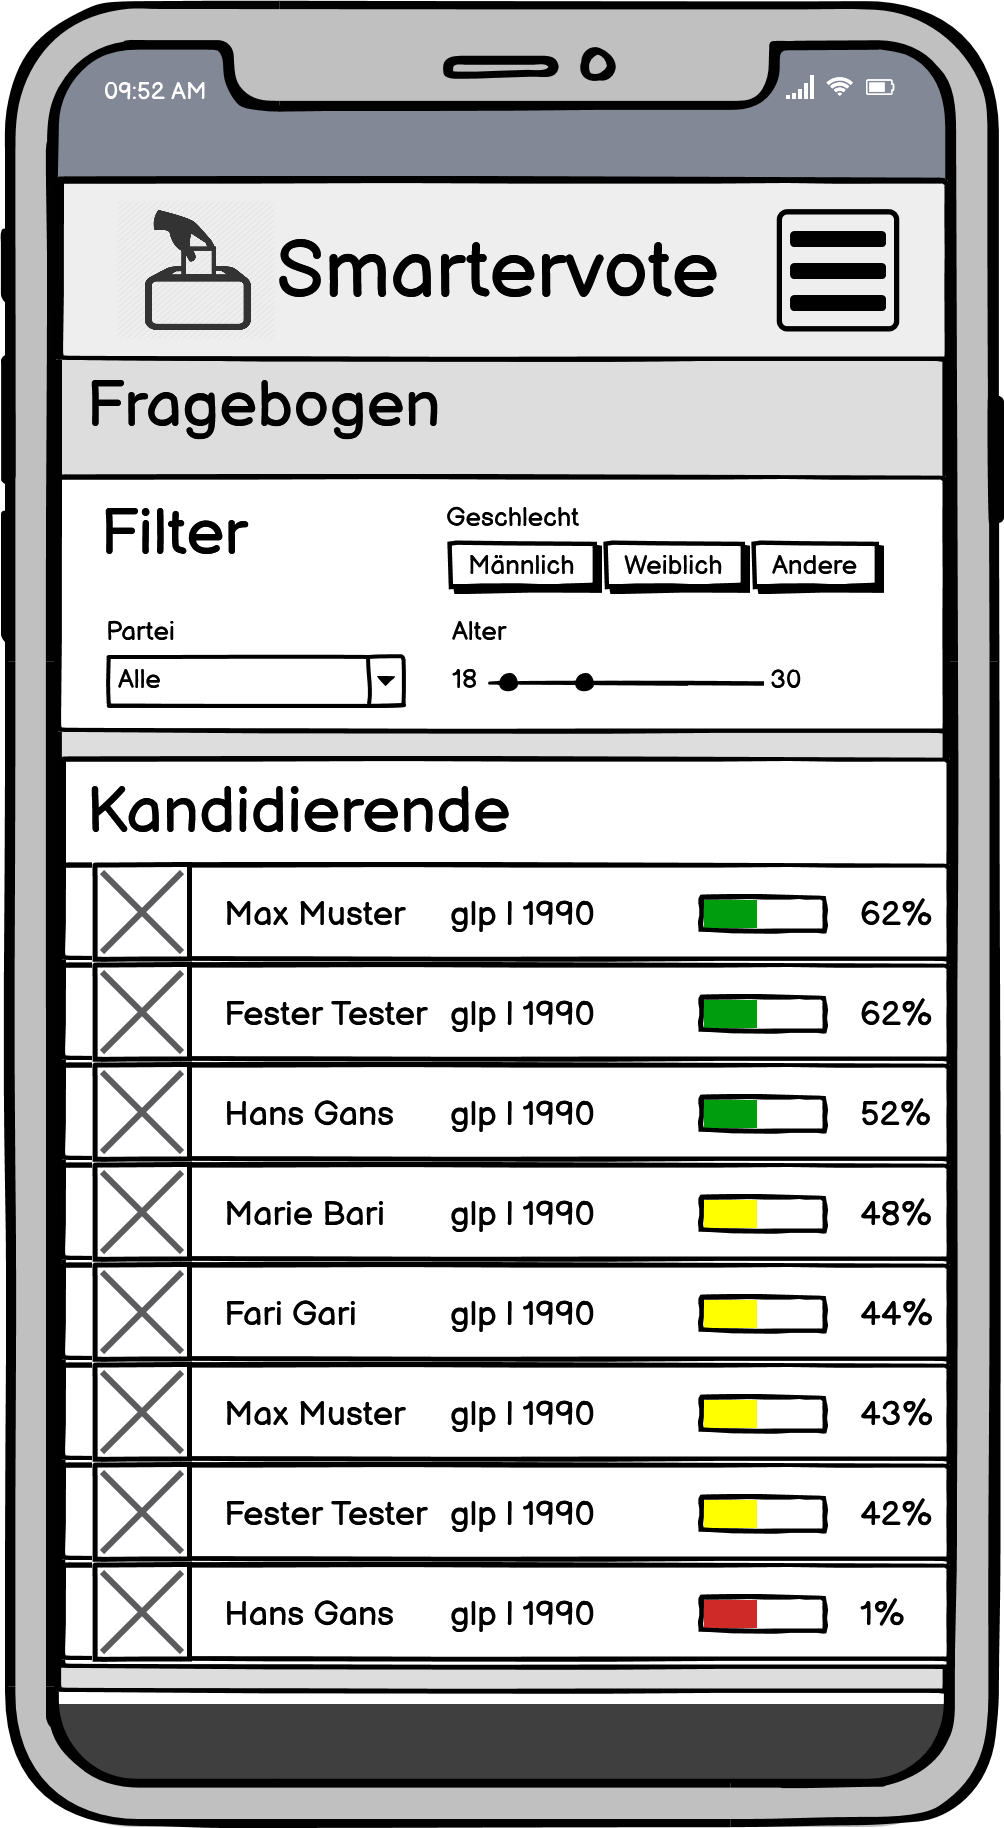 09:52 AM
Smartervote
Fragebogen
Filter
Geschlecht
Männlich Weiblich Andere
Partei
Alle
Alter
18 30
Kandidierende
Max Muster glp | 1990 62%
Fester Tester glp | 1990 62%
Hans Gans glp | 1990 52%
Marie Bari glp | 1990 48%
Fari Gari glp | 1990 44%
Max Muster glp | 1990 43%
Fester Tester glp | 1990 42%
Hans Gans glp | 1990 1%